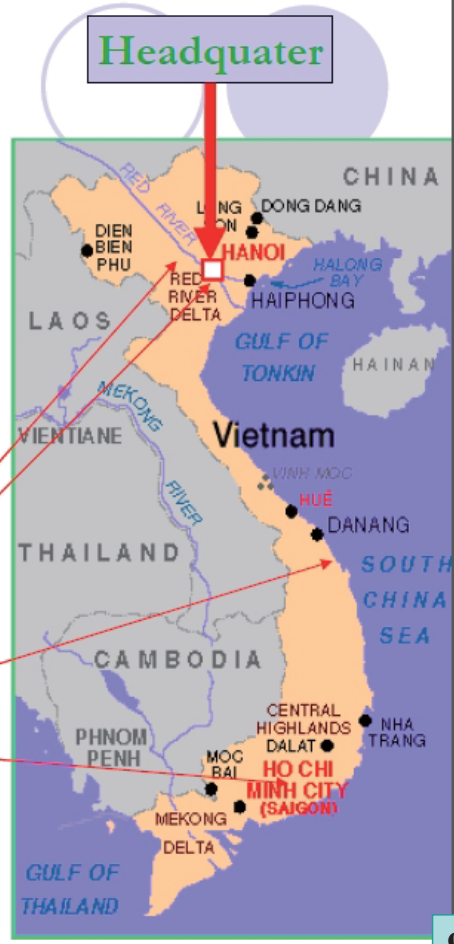 Headquater
CHINA
RED RIVER
DONG DANG
DIEN
BIEN
PHU
HANOI
HALONG
BAY
RED
RIVER
DELTA
HAIPHONG
LAOS
GULF OF
TONKIN
HAINAN
MEKONG
RIVER
VIENTIANE
Vietnam
VINH MOC
HUÉ
DANANG
THAILAND
SOUTH
CHINA
SEA
CAMBODIA
CENTRAL
HIGHLANDS
NHA
TRANG
DALAT
PHNOM
PENH
MOC
BAI
HO CHI
MINH CITY
(SAIGON)
MEKONG
DELTA
GULF OF
THAILAND